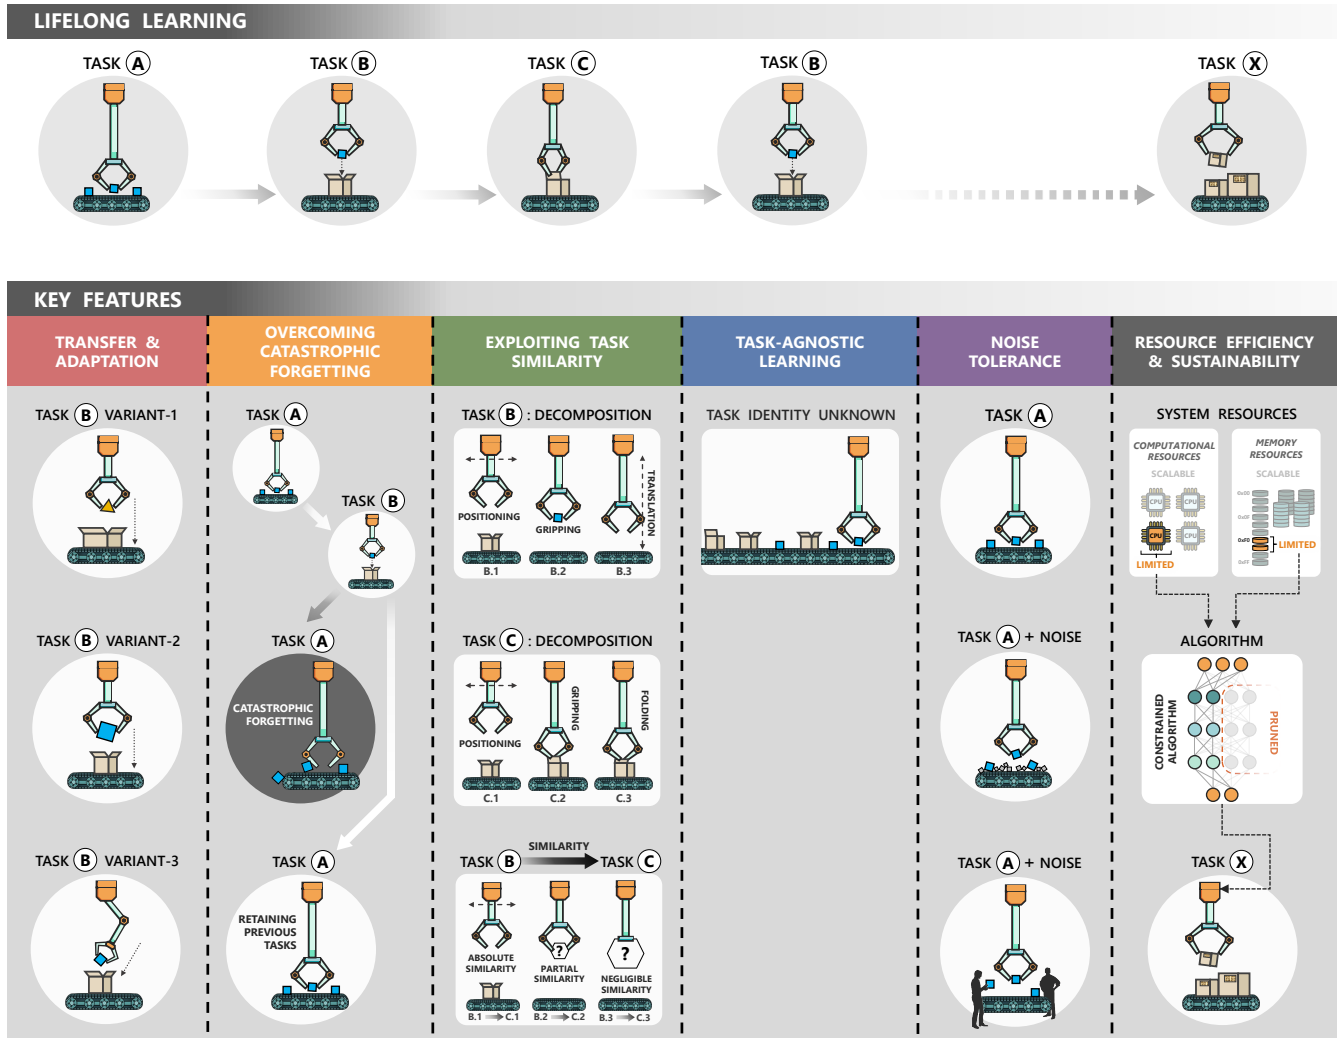 LIFELONG LEARNING
TASK A
TASK B
TASK C
TASK B
TASK X
KEY FEATURES
TRANSFER &
ADAPTATION
OVERCOMING
CATASTROPHIC
FORGETTING
EXPLOITING TASK
SIMILARITY
TASK-AGNOSTIC
LEARNING
NOISE
TOLERANCE
RESOURCE EFFICIENCY
& SUSTAINABILITY
TASK B VARIANT-1
TASK B VARIANT-2
TASK B VARIANT-3
TASK A
TASK B
TASK A
CATASTROPHIC
FORGETTING
TASK A
RETAINING
PREVIOUS
TASKS
TASK B : DECOMPOSITION
POSITIONING
GRIPPING
TRANSLATION
B.1
B.2
B.3
TASK C : DECOMPOSITION
POSITIONING
GRIPPING
FOLDING
C.1
C.2
C.3
TASK B
SIMILARITY
TASK C
?
?
ABSOLUTE
SIMILARITY
PARTIAL
SIMILARITY
NEGLIGIBLE
SIMILARITY
B.1 C.1
B.2 C.2
B.3 C.3
TASK IDENTITY UNKNOWN
TASK A
TASK A + NOISE
TASK A + NOISE
SYSTEM RESOURCES
COMPUTATIONAL
RESOURCES
SCALABLE
CPU
CPU
CPU
CPU
LIMITED
MEMORY
RESOURCES
SCALABLE
LIMITED
0xFF
ALGORITHM
CONSTRAINED
ALGORITHM
PRUNED
TASK X